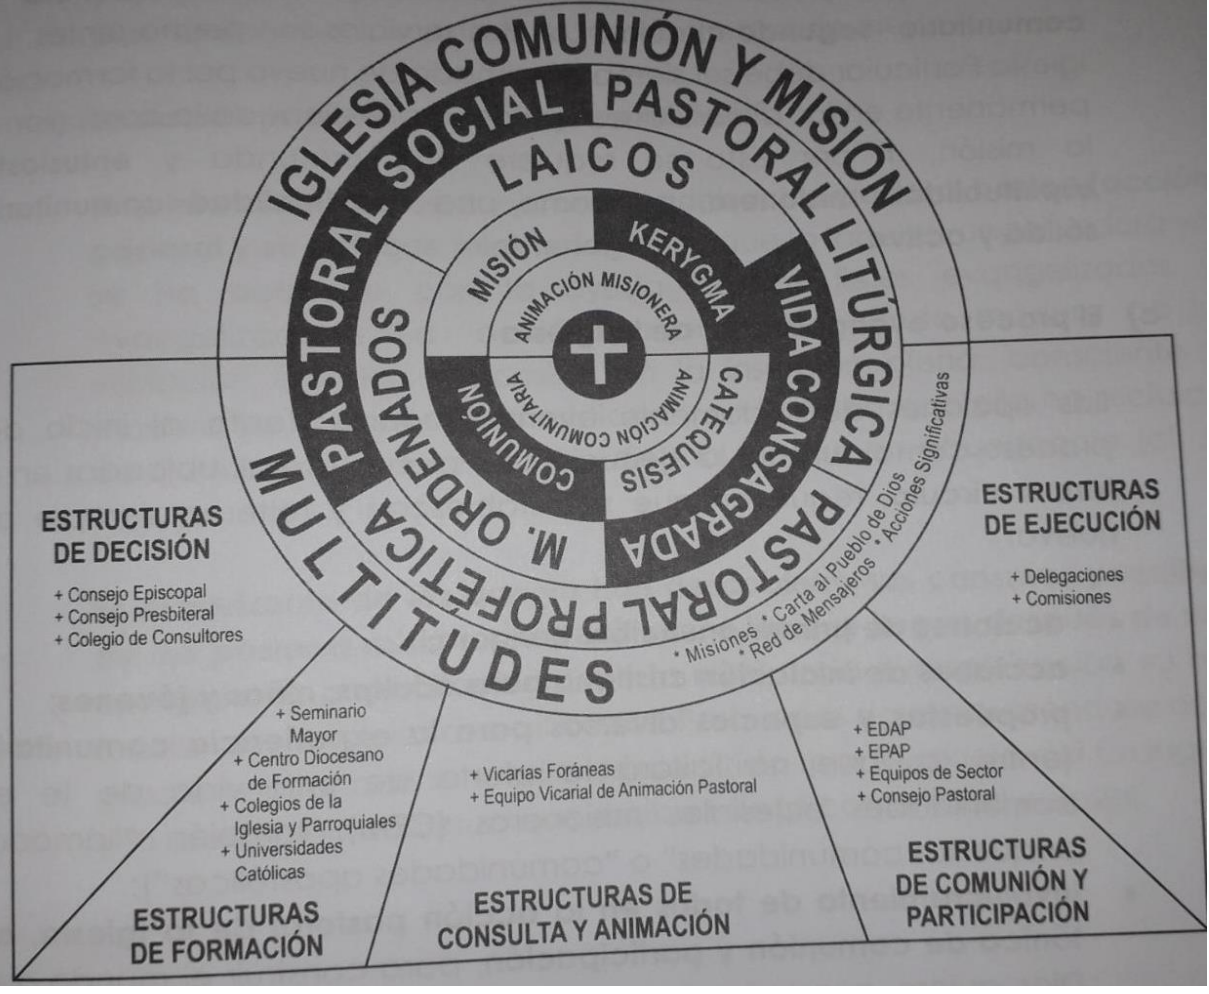 IGLESIA COMUNIÓN Y MISIÓN
PASTORAL SOCIAL
PASTORAL LITÚRGICA
LAICOS
MISIÓN
KERYGMA
ANIMACIÓN MISIONERA
VIDA CONSAGRADA
M. ORDENADOS
COMUNIÓN
CATEQUESIS
ANIMACIÓN COMUNITARIA
PASTORAL PROFÉTICA
MULTITUDES
* Misiones * Carta al Pueblo de Dios
* Red de Mensajeros * Acciones Significativas
ESTRUCTURAS
DE DECISIÓN
+ Consejo Episcopal
+ Consejo Presbiteral
+ Colegio de Consultores
ESTRUCTURAS
DE EJECUCIÓN
+ Delegaciones
+ Comisiones
+ Seminario
Mayor
+ Centro Diocesano
de Formación
+ Colegios de la
Iglesia y Parroquiales
+ Universidades
Católicas
ESTRUCTURAS
DE FORMACIÓN
+ Vicarías Foráneas
+ Equipo Vicarial de Animación Pastoral
ESTRUCTURAS DE
CONSULTA Y ANIMACIÓN
+ EDAP
+ EPAP
+ Equipos de Sector
+ Consejo Pastoral
ESTRUCTURAS
DE COMUNIÓN Y
PARTICIPACIÓN